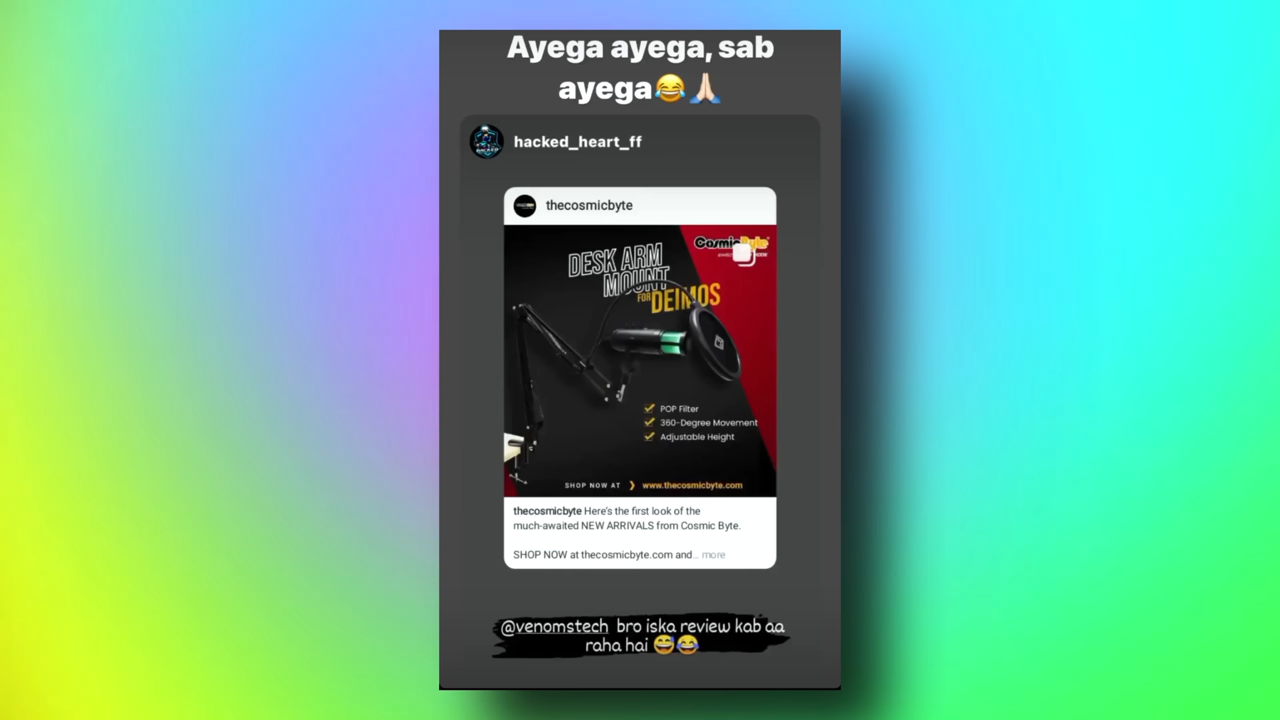 Ayega ayega, sab
ayega😂🙏🏻
hacked_heart_ff
thecosmicbyte
CosmicByte
DESK ARM
MOUNT
FOR DEIMOS
POP Filter
360-Degree Movement
Adjustable Height
SHOP NOW AT ❯ www.thecosmicbyte.com
thecosmicbyte Here's the first look of the
much-awaited NEW ARRIVALS from Cosmic Byte.
SHOP NOW at thecosmicbyte.com and... more
@venomstech bro iska review kab aa
raha hai 😅😂